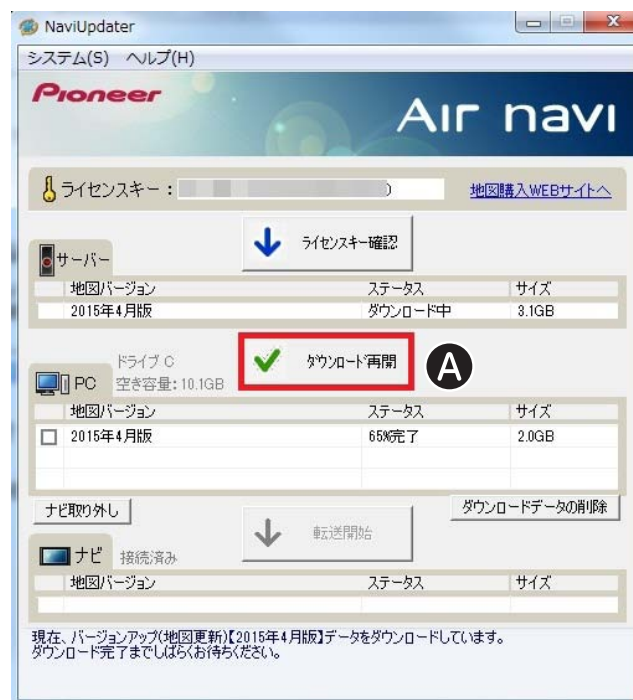 NaviUpdater
システム(S) ヘルプ(H)
Pioneer
AIr navI
ライセンスキー：
地図購入WEBサイトへ
ライセンスキー確認
サーバー
地図バージョン ステータス サイズ
2015年4月版 ダウンロード中 3.1GB
ダウンロード再開
A
ドライブ C
PC 空き容量：10.1GB
地図バージョン ステータス サイズ
2015年4月版 65%完了 2.0GB
ナビ取り外し
ダウンロードデータの削除
転送開始
ナビ 接続済み
地図バージョン ステータス サイズ
現在、バージョンアップ(地図更新)【2015年4月版】データをダウンロードしています。
ダウンロード完了までしばらくお待ちください。